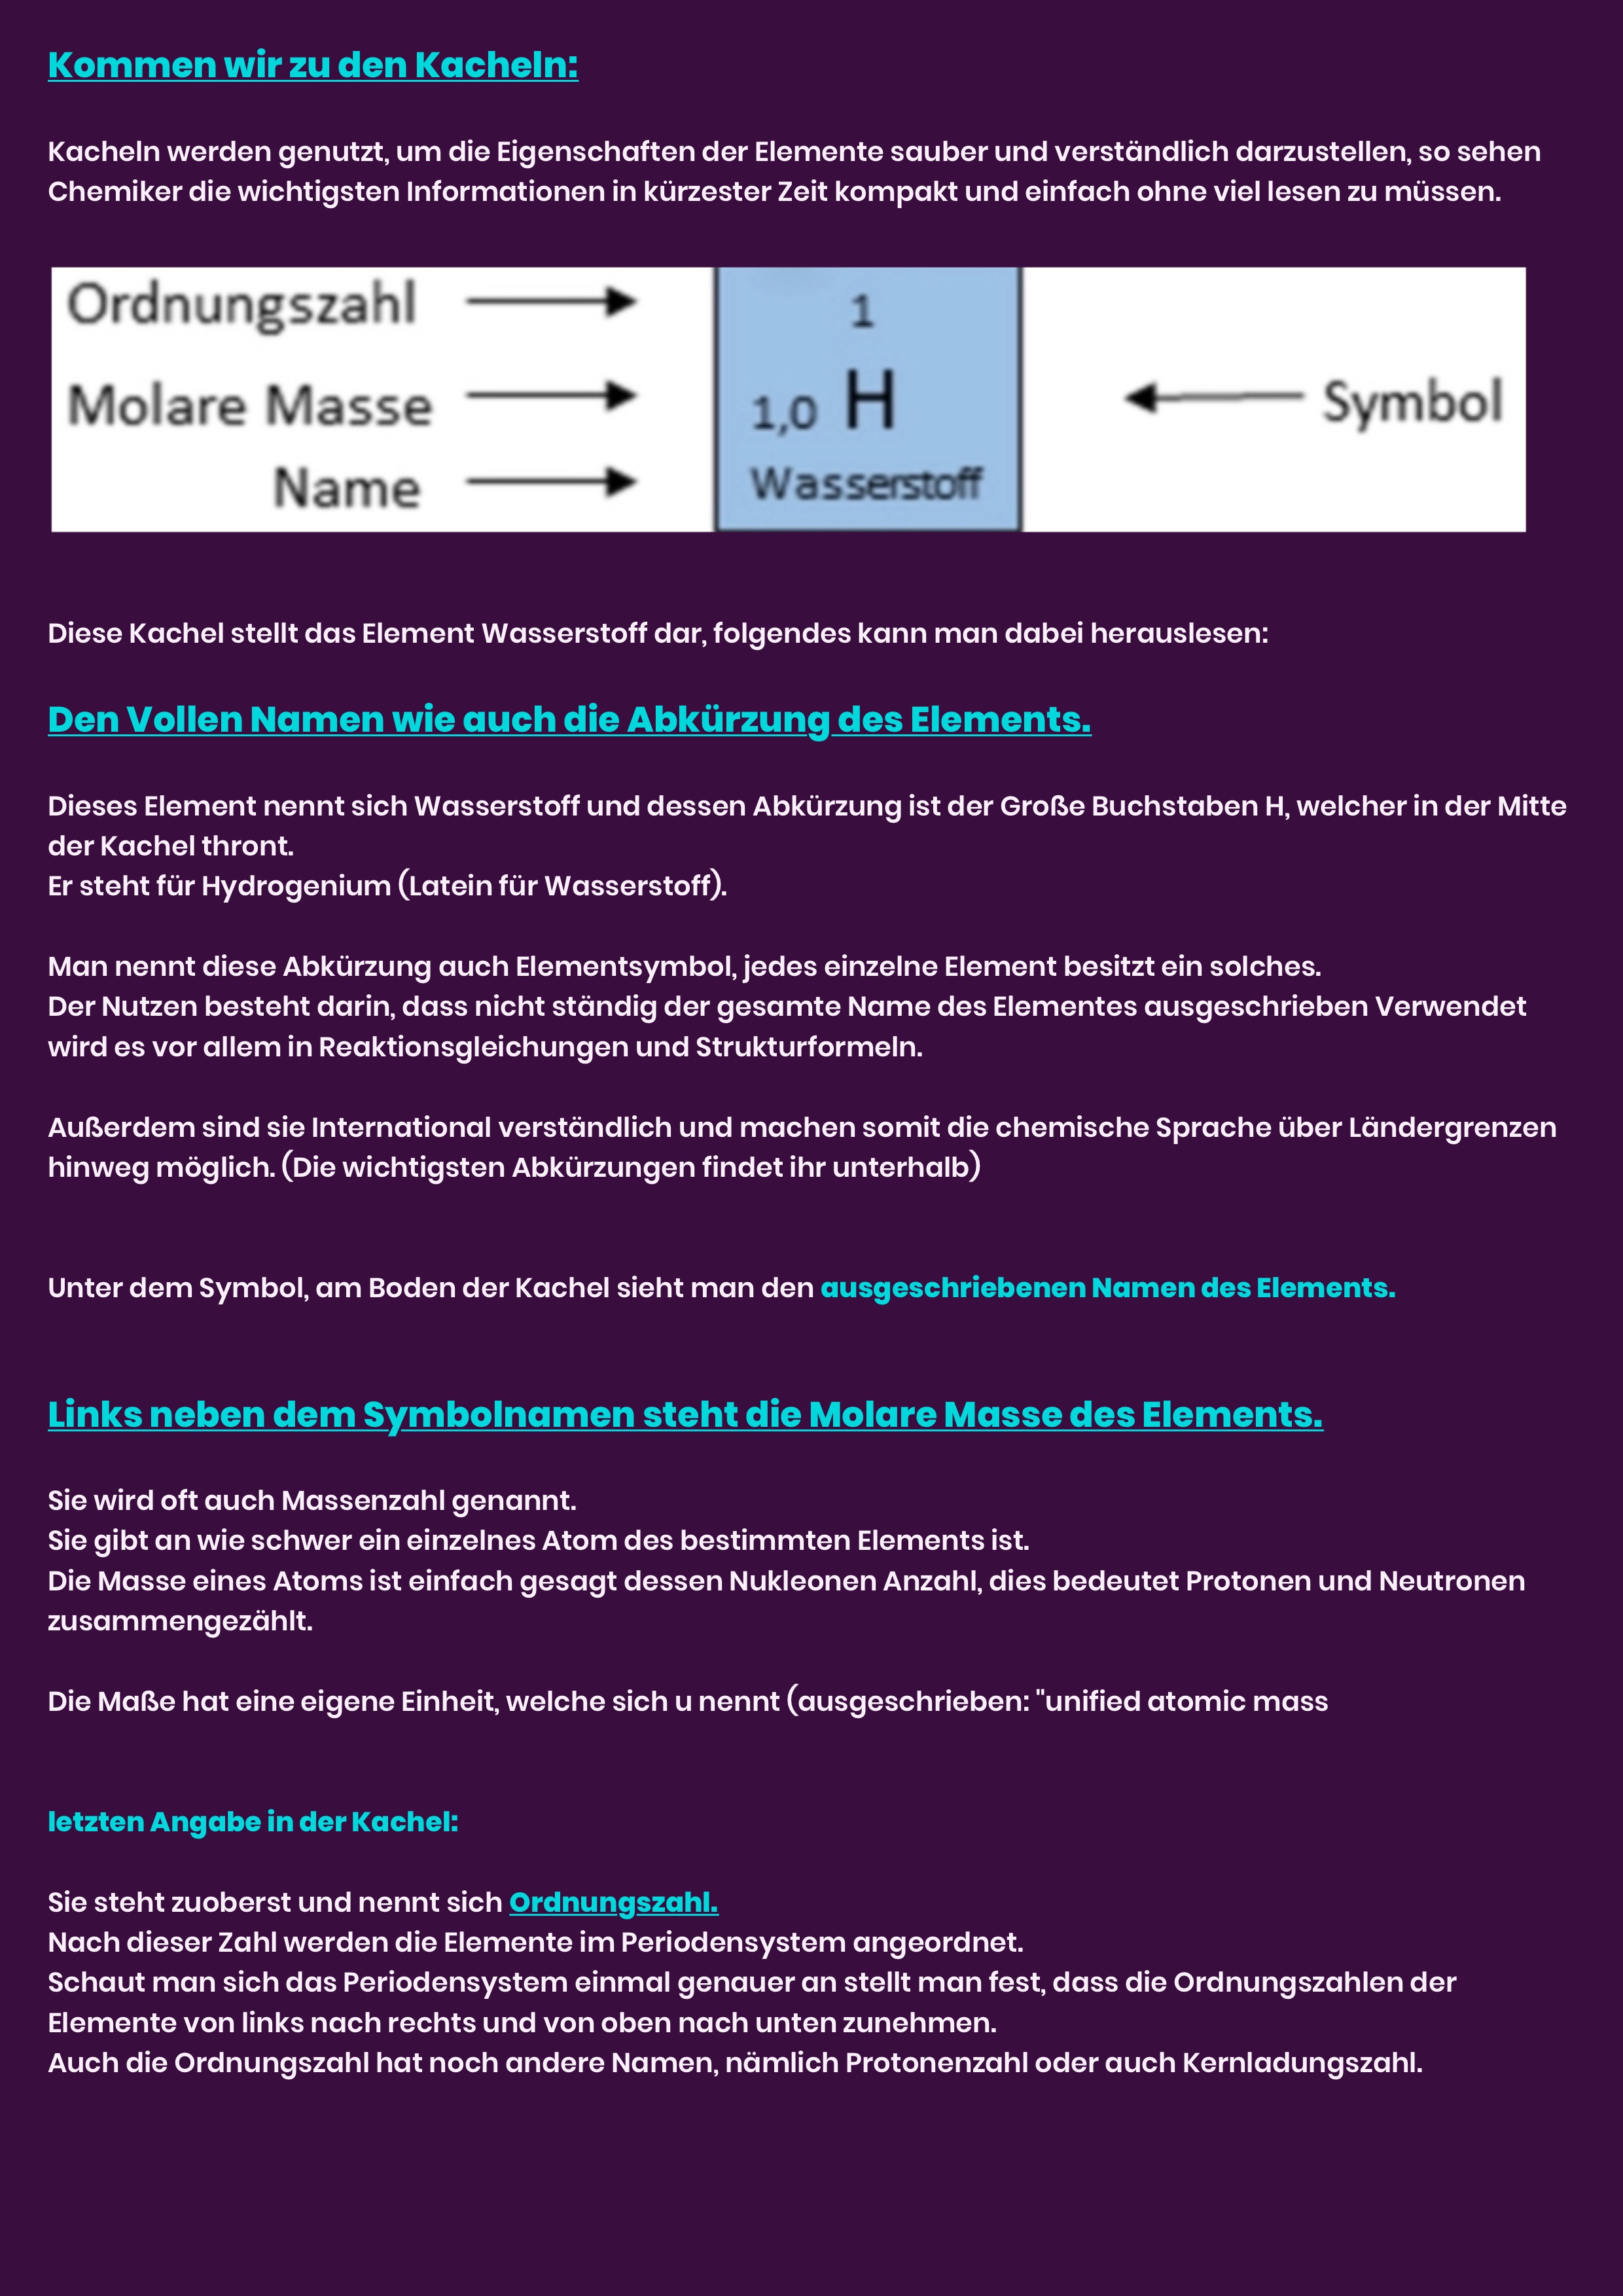 Kommen wir zu den Kacheln:
Kacheln werden genutzt, um die Eigenschaften der Elemente sauber und verständlich darzustellen, so sehen
Chemiker die wichtigsten Informationen in kürzester Zeit kompakt und einfach ohne viel lesen zu müssen.
Ordnungszahl
1
Molare Masse
1,0 H
Symbol
Name
Wasserstoff
Diese Kachel stellt das Element Wasserstoff dar, folgendes kann man dabei herauslesen:
Den Vollen Namen wie auch die Abkürzung des Elements.
Dieses Element nennt sich Wasserstoff und dessen Abkürzung ist der Große Buchstaben H, welcher in der Mitte
der Kachel thront.
Er steht für Hydrogenium (Latein für Wasserstoff).
Man nennt diese Abkürzung auch Elementsymbol, jedes einzelne Element besitzt ein solches.
Der Nutzen besteht darin, dass nicht ständig der gesamte Name des Elementes ausgeschrieben Verwendet
wird es vor allem in Reaktionsgleichungen und Strukturformeln.
Außerdem sind sie International verständlich und machen somit die chemische Sprache über Ländergrenzen
hinweg möglich. (Die wichtigsten Abkürzungen findet ihr unterhalb)
Unter dem Symbol, am Boden der Kachel sieht man den ausgeschriebenen Namen des Elements.
Links neben dem Symbolnamen steht die Molare Masse des Elements.
Sie wird oft auch Massenzahl genannt.
Sie gibt an wie schwer ein einzelnes Atom des bestimmten Elements ist.
Die Masse eines Atoms ist einfach gesagt dessen Nukleonen Anzahl, dies bedeutet Protonen und Neutronen
zusammengezählt.
Die Maße hat eine eigene Einheit, welche sich u nennt (ausgeschrieben: "unified atomic mass
letzten Angabe in der Kachel:
Sie steht zuoberst und nennt sich Ordnungszahl.
Nach dieser Zahl werden die Elemente im Periodensystem angeordnet.
Schaut man sich das Periodensystem einmal genauer an stellt man fest, dass die Ordnungszahlen der
Elemente von links nach rechts und von oben nach unten zunehmen.
Auch die Ordnungszahl hat noch andere Namen, nämlich Protonenzahl oder auch Kernladungszahl.